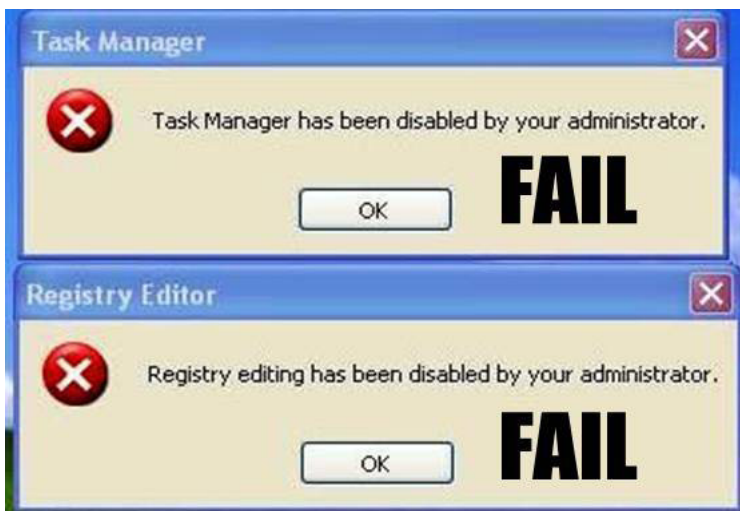 Task Manager
Task Manager has been disabled by your administrator.
OK
FAIL
Registry Editor
Registry editing has been disabled by your administrator.
OK
FAIL